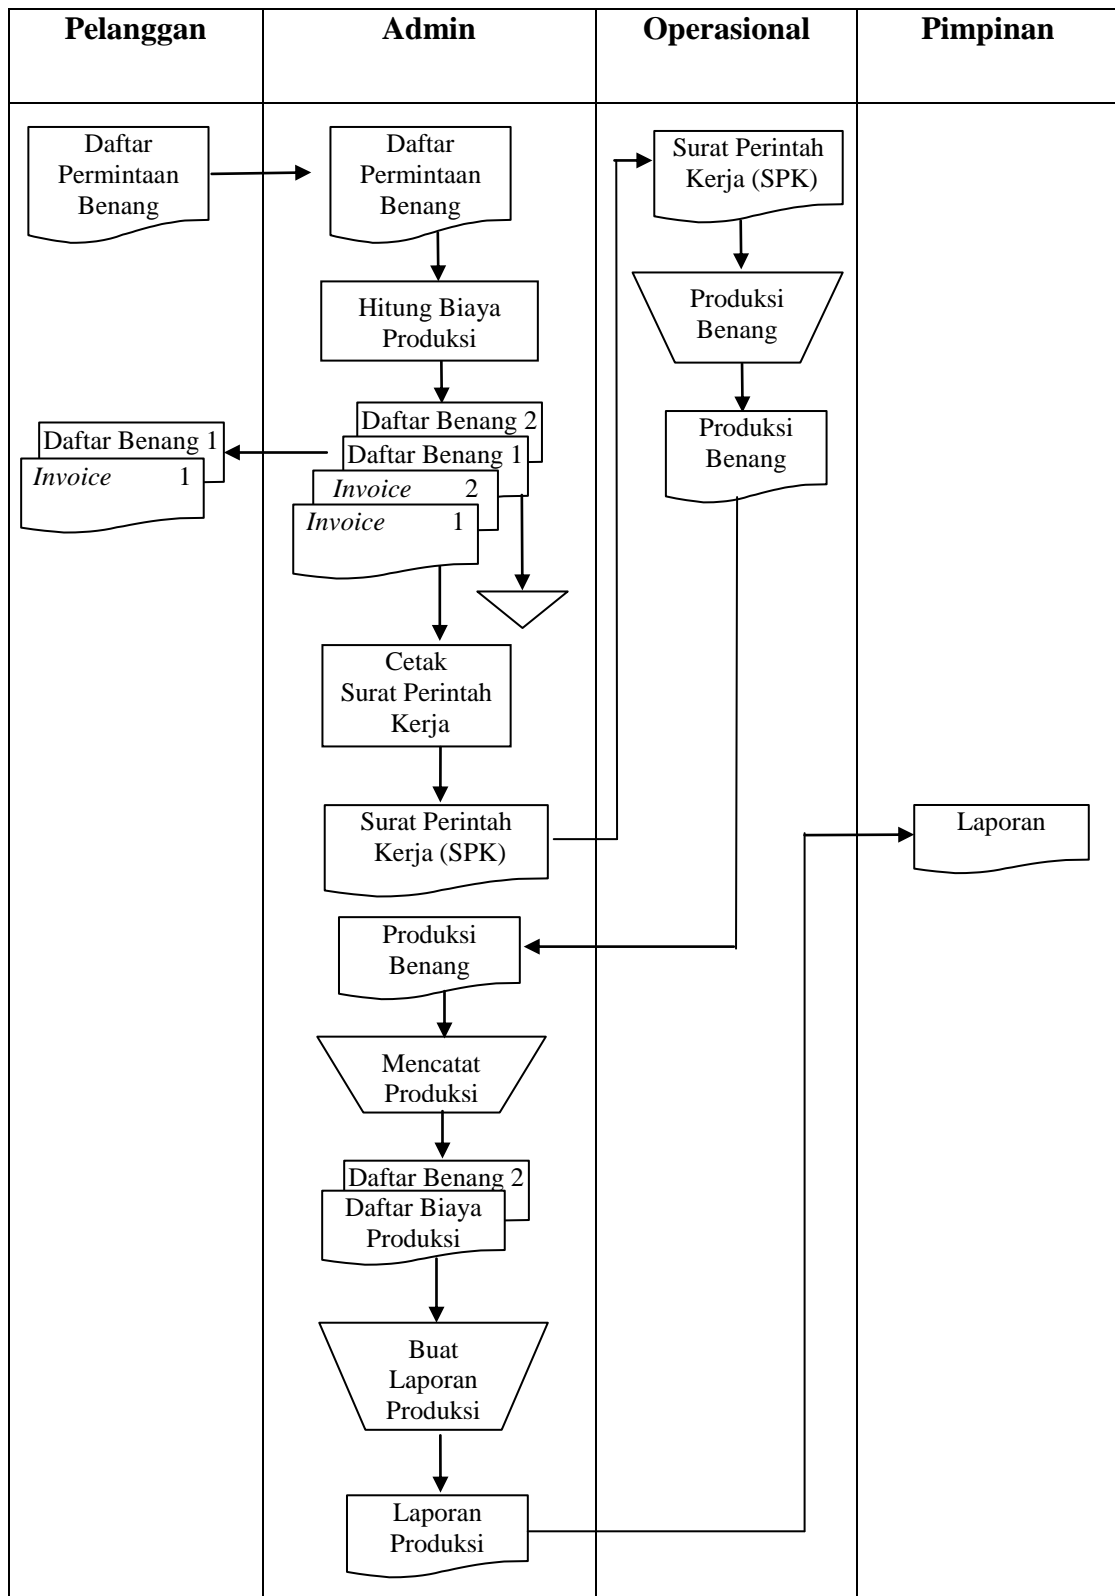 Pelanggan
Admin
Operasional
Pimpinan
Daftar
Permintaan
Benang
Daftar
Permintaan
Benang
Surat Perintah
Kerja (SPK)
Hitung Biaya
Produksi
Produksi
Benang
Daftar Benang 1
Invoice 1
Daftar Benang 2
Daftar Benang 1
Invoice 2
Invoice 1
Produksi
Benang
Cetak
Surat Perintah
Kerja
Surat Perintah
Kerja (SPK)
Laporan
Produksi
Benang
Mencatat
Produksi
Daftar Benang 2
Daftar Biaya
Produksi
Buat
Laporan
Produksi
Laporan
Produksi